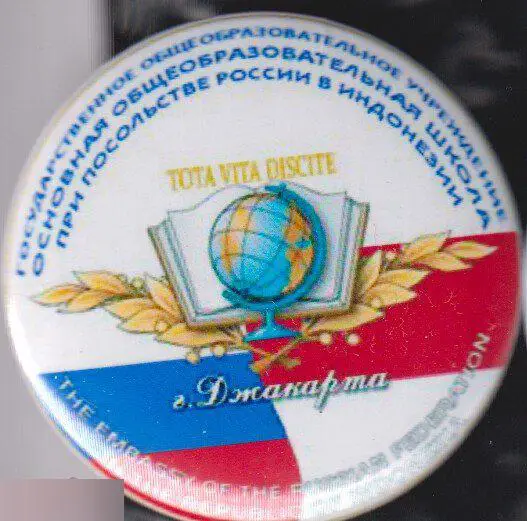 ГОСУДАРСТВЕННОЕ ОБЩЕОБРАЗОВАТЕЛЬНОЕ УЧРЕЖДЕНИЕ
ОСНОВНАЯ ОБЩЕОБРАЗОВАТЕЛЬНАЯ ШКОЛА
ПРИ ПОСОЛЬСТВЕ РОССИИ В ИНДОНЕЗИИ
TOTA VITA DISCITE
г. Джакарта
THE EMBASSY OF THE RUSSIAN FEDERATION